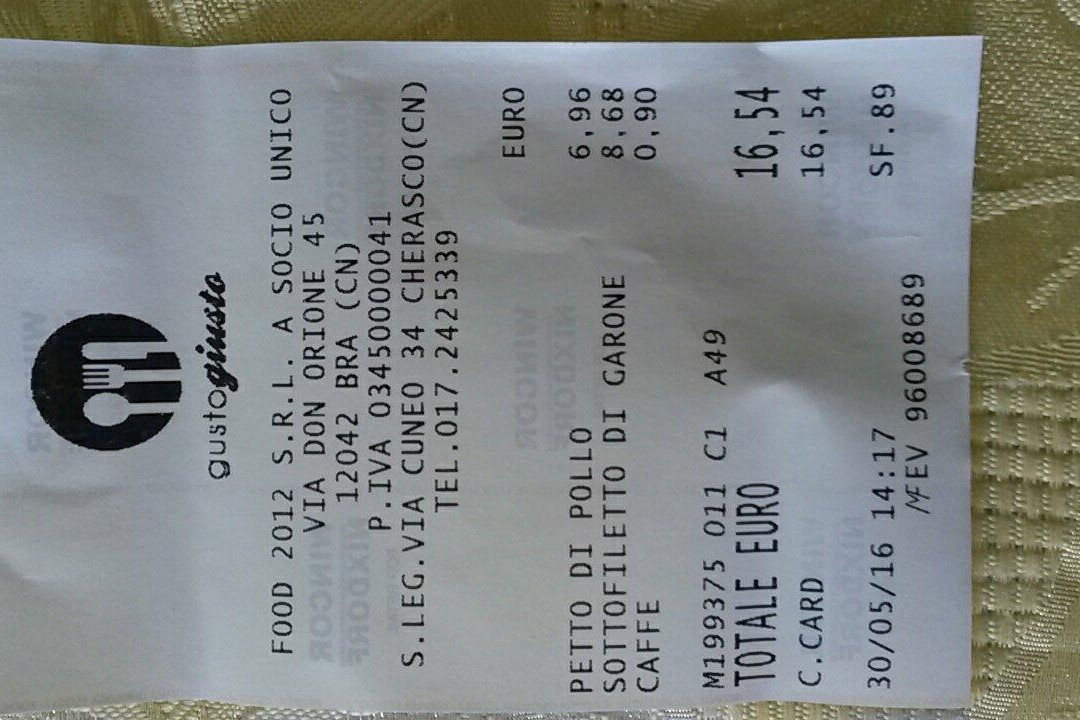 gustogiusto
FOOD 2012 S.R.L. A SOCIO UNICO
VIA DON ORIONE 45
12042 BRA (CN)
P.IVA 03450000041
S.LEG.VIA CUNEO 34 CHERASCO(CN)
TEL.017.2425339
EURO
PETTO DI POLLO 6,96
SOTTOFILETTO DI GARONE 8,68
CAFFE 0,90
M199375 011 C1 A49
TOTALE EURO 16,54
C.CARD 16,54
30/05/16 14:17 SF.89
MF EV 96008689